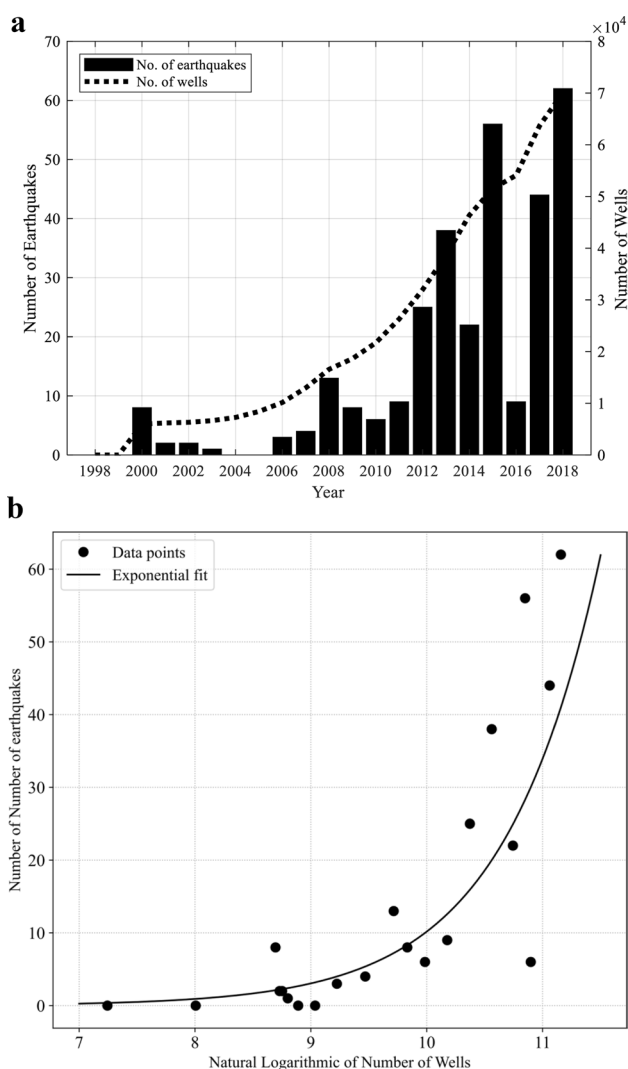 a
×10⁴
70
60
50
40
30
20
10
0
Number of Earthquakes
No. of earthquakes
No. of wells
8
7
6
5
4
3
2
1
0
Number of Wells
1998 2000 2002 2004 2006 2008 2010 2012 2014 2016 2018
Year
b
Data points
Exponential fit
60
50
40
30
20
10
0
Number of Number of earthquakes
7 8 9 10 11
Natural Logarithmic of Number of Wells